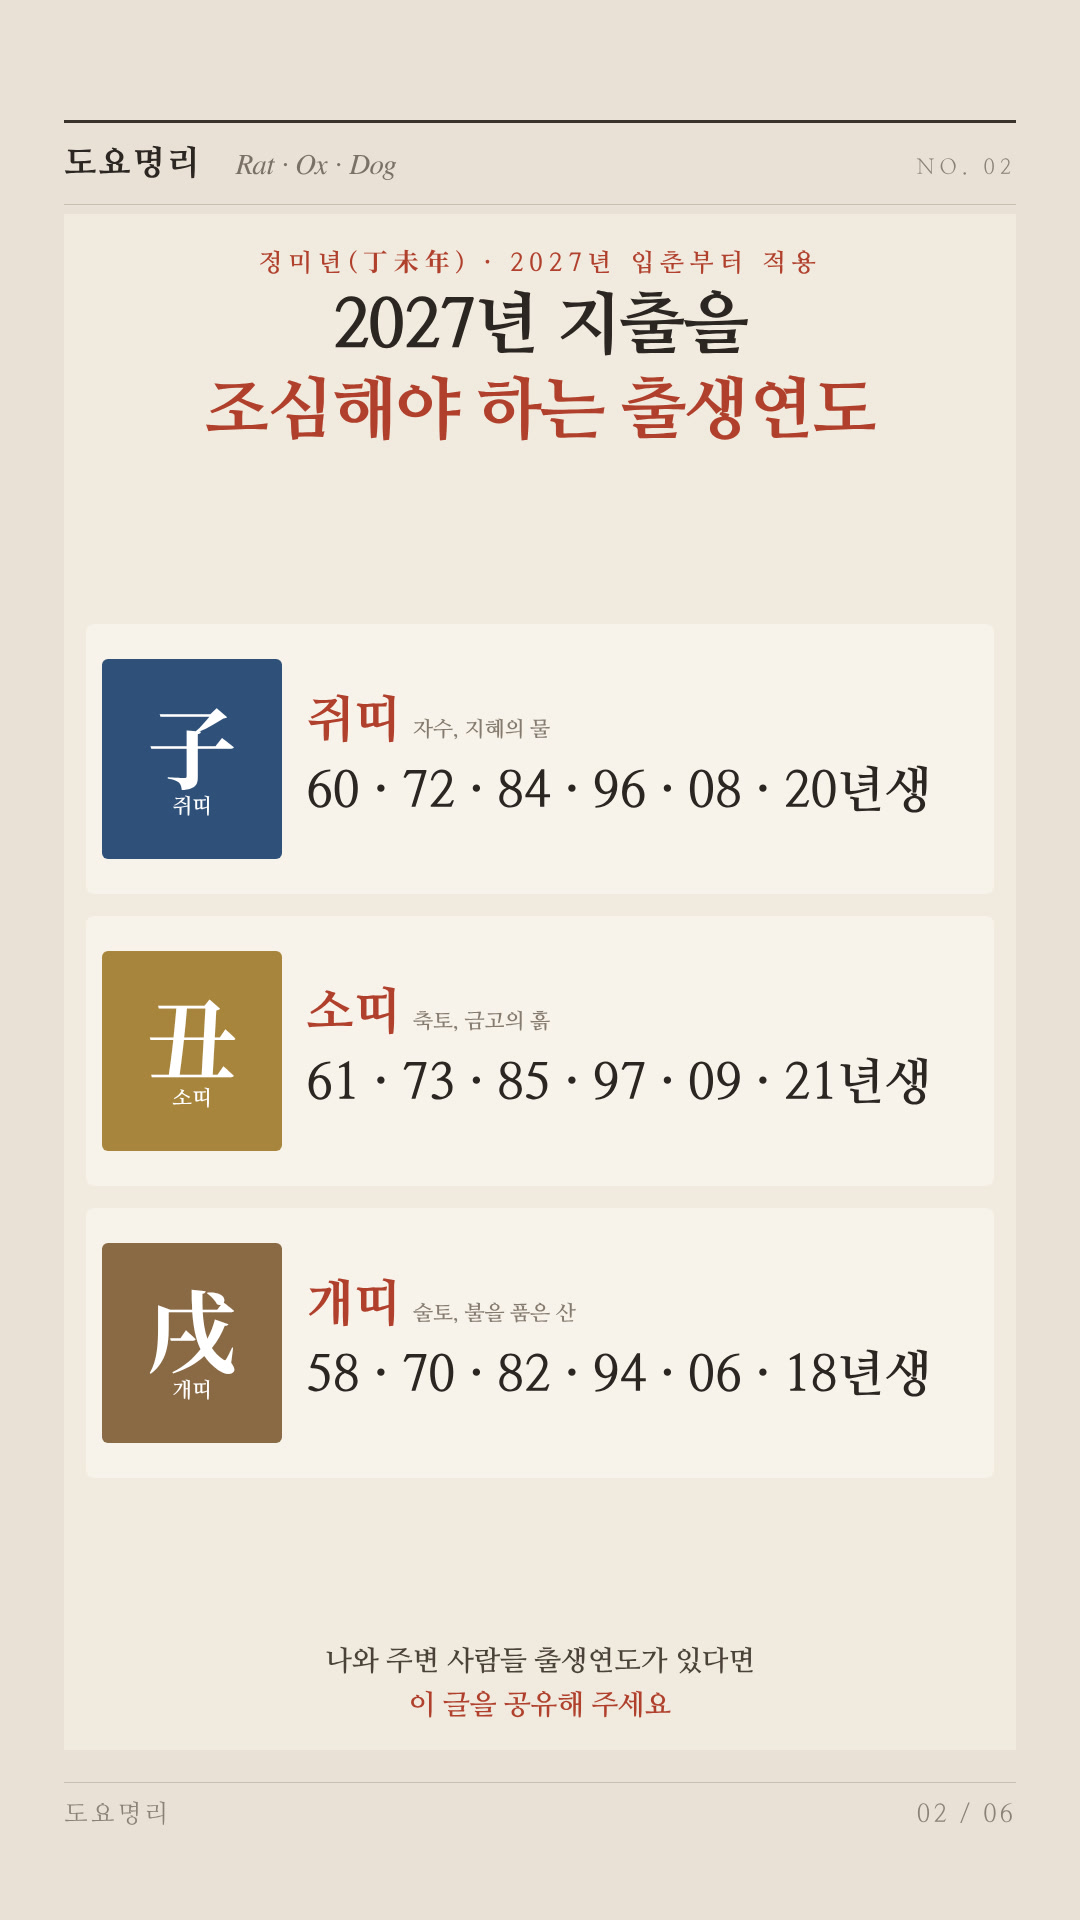 도요명리 Rat · Ox · Dog NO. 02
정미년(丁未年) · 2027년 입춘부터 적용
2027년 지출을
조심해야 하는 출생연도
子
쥐띠
쥐띠 자수, 지혜의 물
60 · 72 · 84 · 96 · 08 · 20년생
丑
소띠
소띠 축토, 금고의 흙
61 · 73 · 85 · 97 · 09 · 21년생
戌
개띠
개띠 술토, 불을 품은 산
58 · 70 · 82 · 94 · 06 · 18년생
나와 주변 사람들 출생연도가 있다면
이 글을 공유해 주세요
도요명리 02 / 06